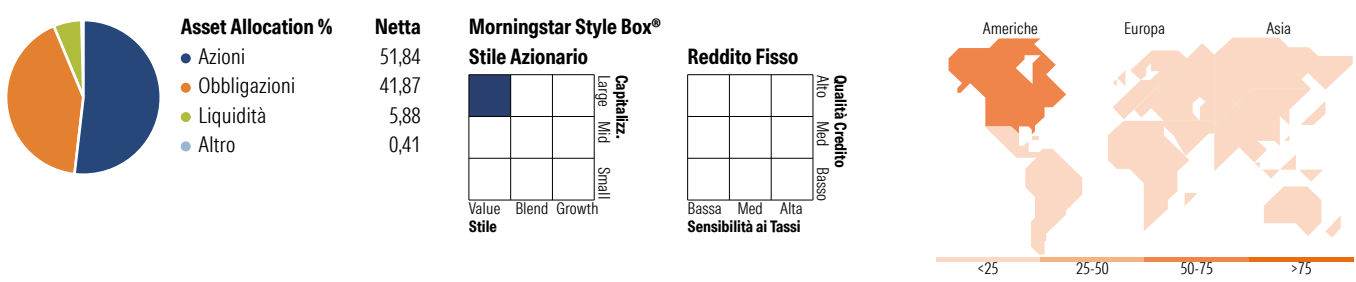 Asset Allocation % Netta
Azioni 51,84
Obbligazioni 41,87
Liquidità 5,88
Altro 0,41
Morningstar Style Box®
Stile Azionario
Large Mid Small
Capitalizz.
Value Blend Growth
Stile
Reddito Fisso
Alto Med Basso
Qualità Credito
Bassa Med Alta
Sensibilità ai Tassi
Americhe Europa Asia
<25 25-50 50-75 >75